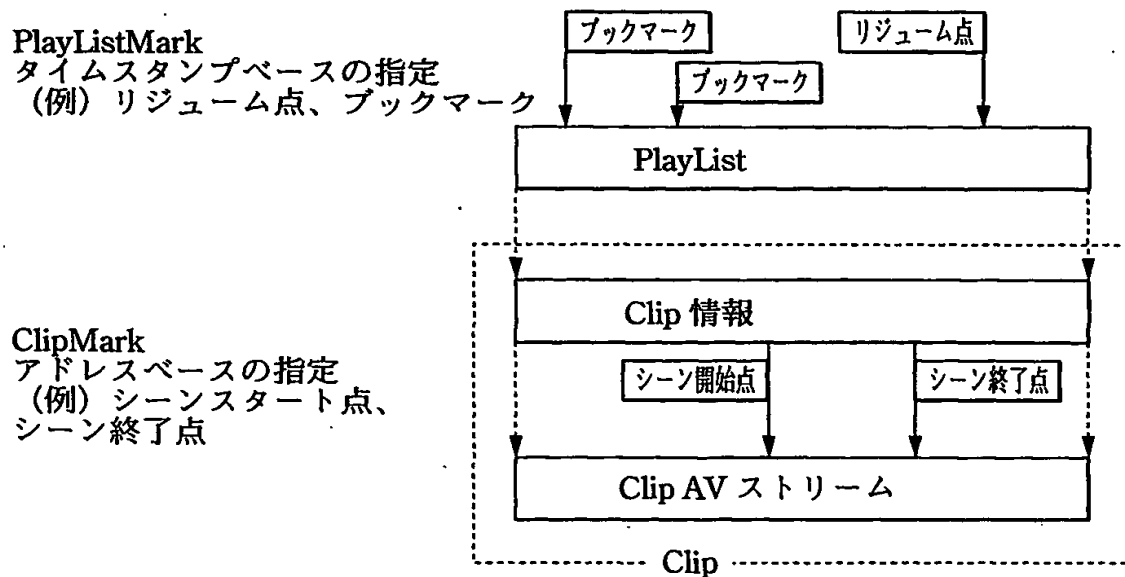 PlayListMark
タイムスタンプベースの指定
（例）リジューム点、ブックマーク
ブックマーク
リジューム点
ブックマーク
PlayList
Clip 情報
ClipMark
アドレスベースの指定
（例）シーンスタート点、
シーン終了点
シーン開始点
シーン終了点
Clip AV ストリーム
Clip